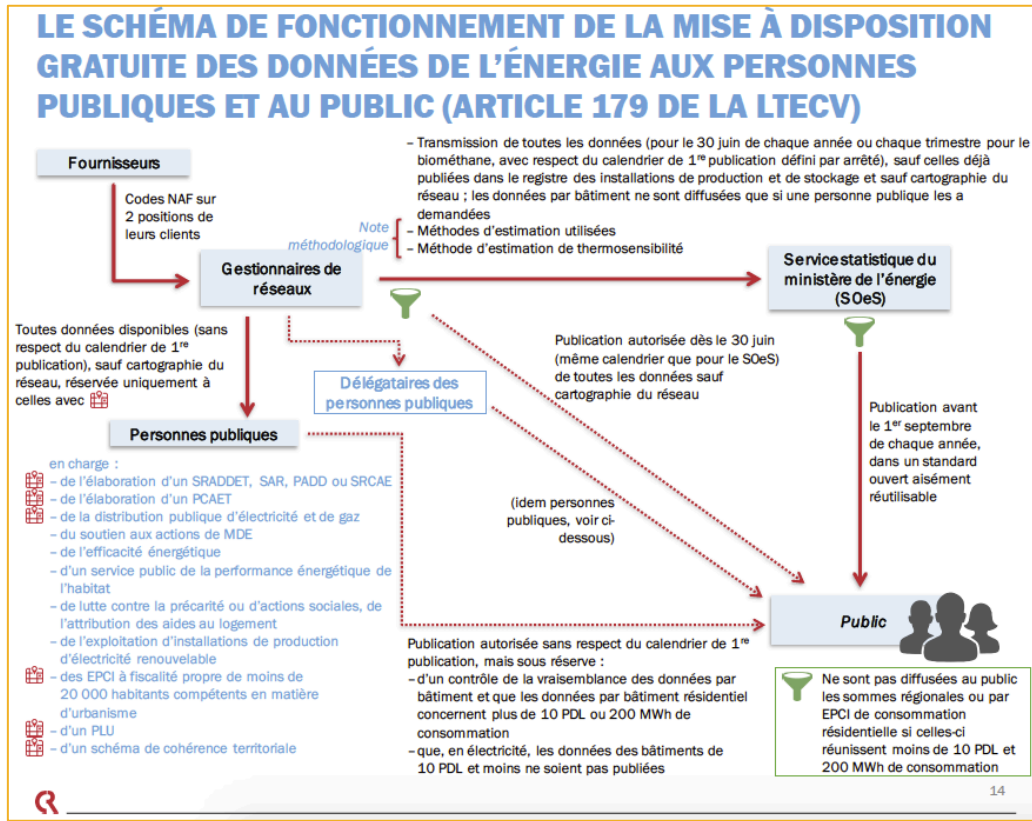 LE SCHÉMA DE FONCTIONNEMENT DE LA MISE À DISPOSITION
GRATUITE DES DONNÉES DE L'ÉNERGIE AUX PERSONNES
PUBLIQUES ET AU PUBLIC (ARTICLE 179 DE LA LTECV)
Fournisseurs
Codes NAF sur
2 positions de
leurs clients
– Transmission de toutes les données (pour le 30 juin de chaque année ou chaque trimestre pour le
biométhane, avec respect du calendrier de 1re publication défini par arrêté), sauf celles déjà
publiées dans le registre des installations de production et de stockage et sauf cartographie du
réseau ; les données par bâtiment ne sont diffusées que si une personne publique les a
demandées
– Méthodes d'estimation utilisées
– Méthode d'estimation de thermosensibilité
Note
méthodologique
Gestionnaires de
réseaux
Service statistique du
ministère de l'énergie
(SOeS)
Toutes données disponibles (sans
respect du calendrier de 1re
publication), sauf cartographie du
réseau, réservée uniquement à
celles avec
Délégataires des
personnes publiques
Publication autorisée dès le 30 juin
(même calendrier que pour le SOeS)
de toutes les données sauf
cartographie du réseau
Publication avant
le 1er septembre
de chaque année,
dans un standard
ouvert aisément
réutilisable
Personnes publiques
en charge :
– de l'élaboration d'un SRADDET, SAR, PADD ou SRCAE
– de l'élaboration d'un PCAET
– de la distribution publique d'électricité et de gaz
– du soutien aux actions de MDE
– de l'efficacité énergétique
– d'un service public de la performance énergétique de
l'habitat
– de lutte contre la précarité ou d'actions sociales, de
l'attribution des aides au logement
– de l'exploitation d'installations de production
d'électricité renouvelable
– des EPCI à fiscalité propre de moins de
20 000 habitants compétents en matière
d'urbanisme
– d'un PLU
– d'un schéma de cohérence territoriale
(idem personnes
publiques, voir ci-
dessous)
Public
Publication autorisée sans respect du calendrier de 1re
publication, mais sous réserve :
– d'un contrôle de la vraisemblance des données par
bâtiment et que les données par bâtiment résidentiel
concernent plus de 10 PDL ou 200 MWh de
consommation
– que, en électricité, les données des bâtiments de
10 PDL et moins ne soient pas publiées
Ne sont pas diffusées au public
les sommes régionales ou par
EPCI de consommation
résidentielle si celles-ci
réunissent moins de 10 PDL et
200 MWh de consommation
14